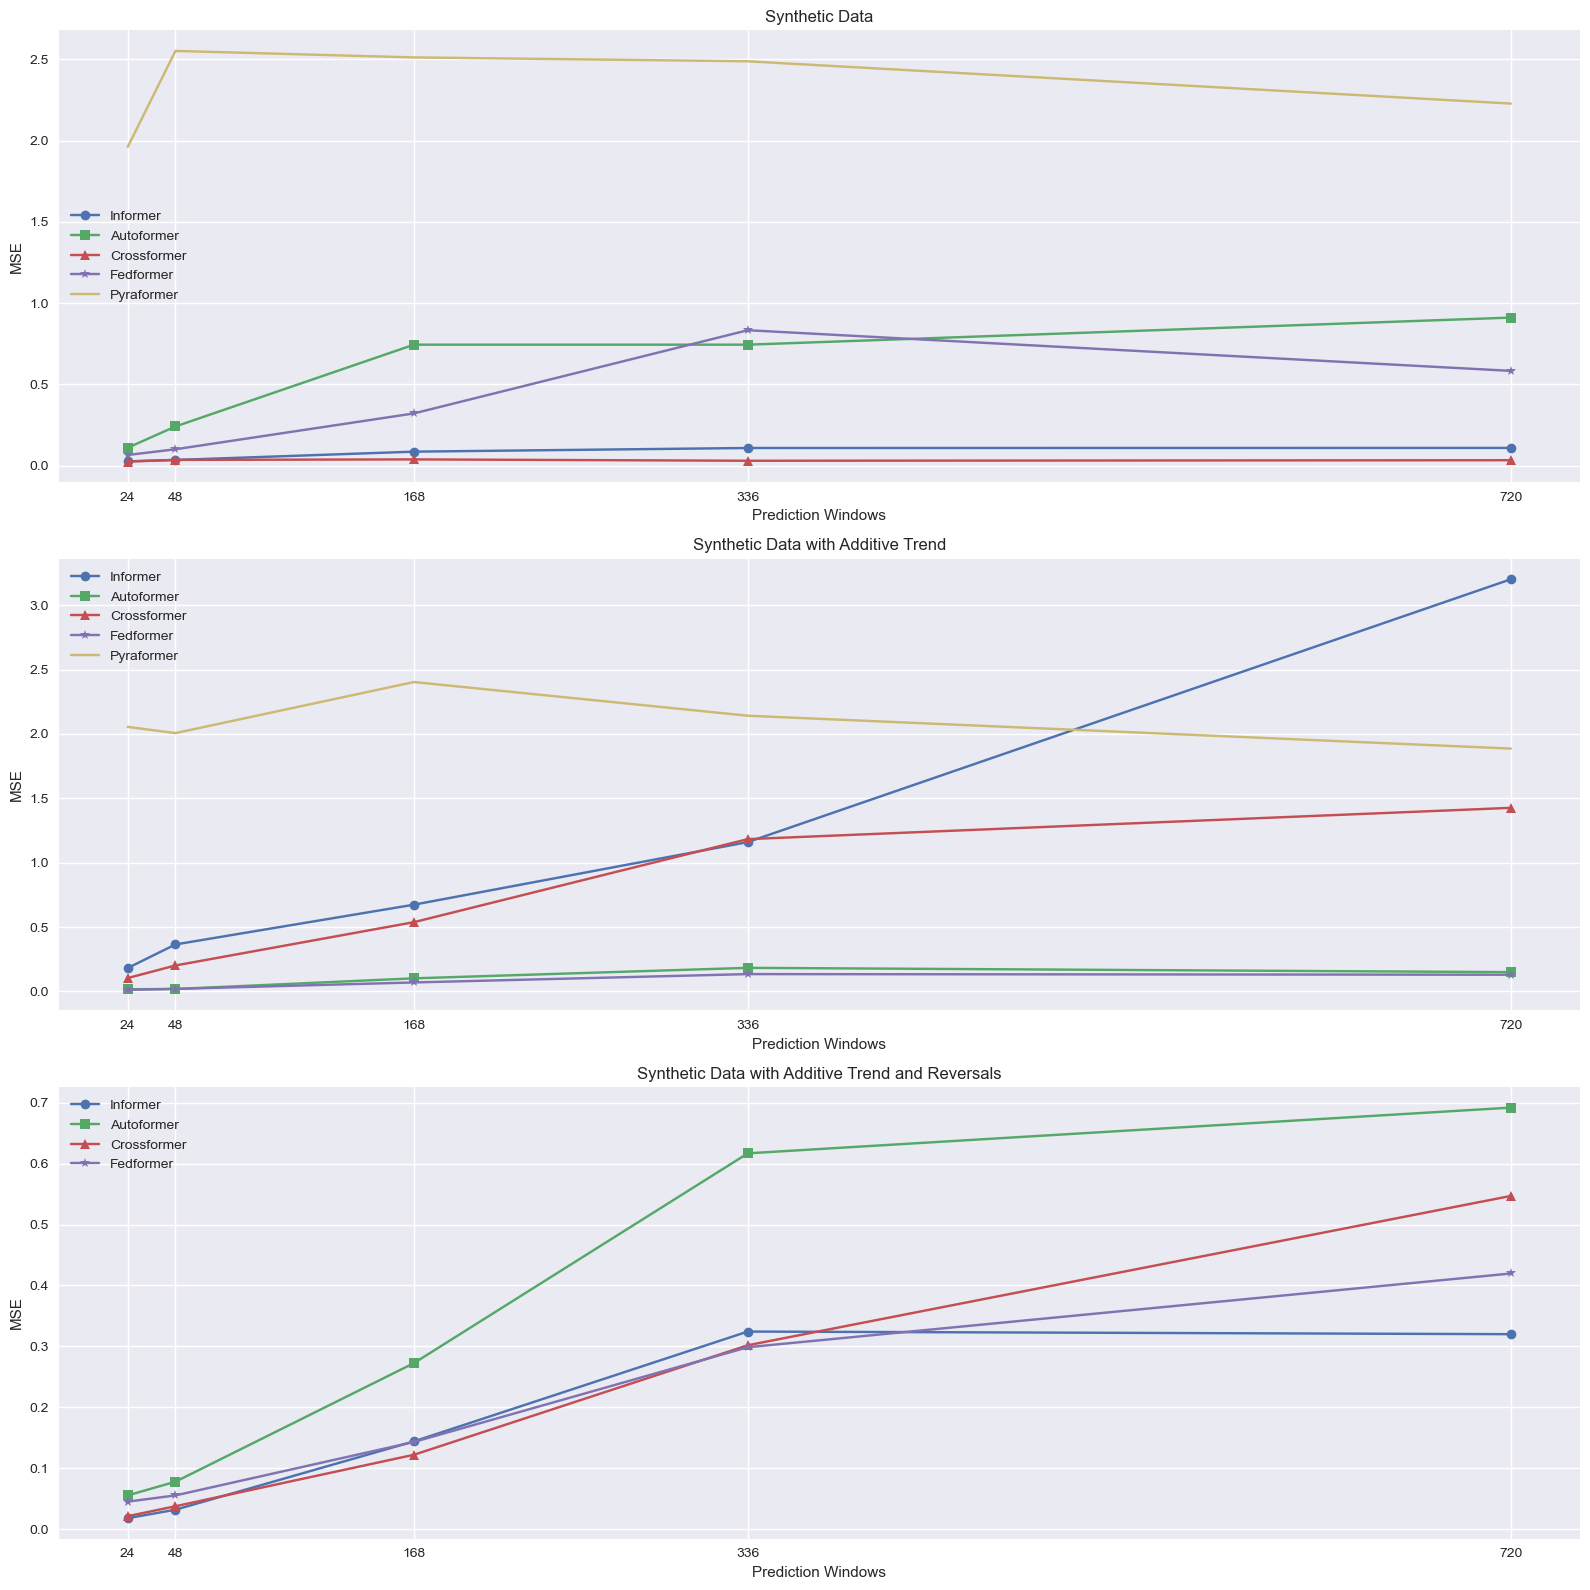 Synthetic Data
2.5
2.0
1.5
1.0
0.5
0.0
MSE
Informer
Autoformer
Crossformer
Fedformer
Pyraformer
24 48 168 336 720
Prediction Windows
Synthetic Data with Additive Trend
3.0
2.5
2.0
1.5
1.0
0.5
0.0
MSE
Informer
Autoformer
Crossformer
Fedformer
Pyraformer
24 48 168 336 720
Prediction Windows
Synthetic Data with Additive Trend and Reversals
0.7
0.6
0.5
0.4
0.3
0.2
0.1
0.0
MSE
Informer
Autoformer
Crossformer
Fedformer
24 48 168 336 720
Prediction Windows